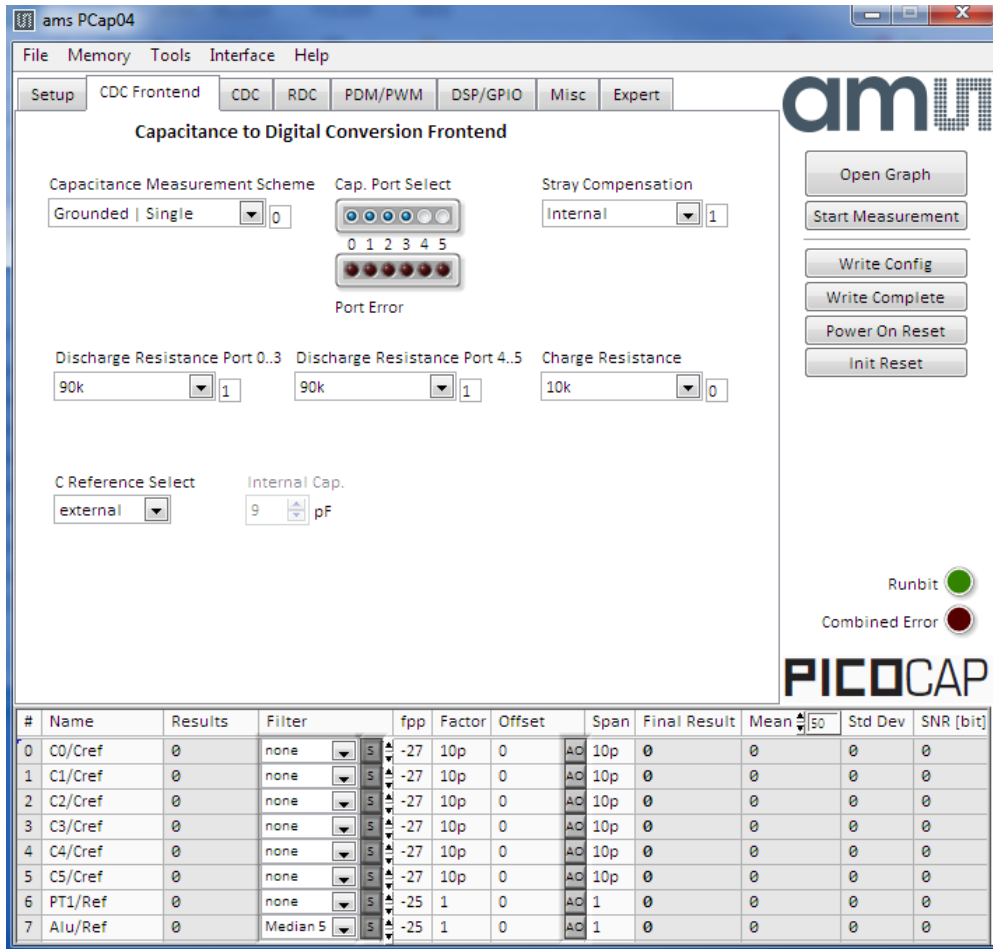 ams PCap04
File Memory Tools Interface Help
Setup CDC Frontend CDC RDC PDM/PWM DSP/GPIO Misc Expert
amu
Capacitance to Digital Conversion Frontend
Open Graph
Capacitance Measurement Scheme Cap. Port Select Stray Compensation
Grounded | Single 0 Internal 1
Start Measurement
0 1 2 3 4 5
Write Config
Write Complete
Port Error
Power On Reset
Discharge Resistance Port 0..3 Discharge Resistance Port 4..5 Charge Resistance
Init Reset
90k 1 90k 1 10k 0
C Reference Select Internal Cap.
external 9 pF
Runbit
Combined Error
PICOCAP
# Name Results Filter fpp Factor Offset Span Final Result Mean 50 Std Dev SNR [bit]
0 C0/Cref 0 none S -27 10p 0 AO 10p 0 0 0 0
1 C1/Cref 0 none S -27 10p 0 AO 10p 0 0 0 0
2 C2/Cref 0 none S -27 10p 0 AO 10p 0 0 0 0
3 C3/Cref 0 none S -27 10p 0 AO 10p 0 0 0 0
4 C4/Cref 0 none S -27 10p 0 AO 10p 0 0 0 0
5 C5/Cref 0 none S -27 10p 0 AO 10p 0 0 0 0
6 PT1/Ref 0 none S -25 1 0 AO 1 0 0 0 0
7 Alu/Ref 0 Median 5 S -25 1 0 AO 1 0 0 0 0